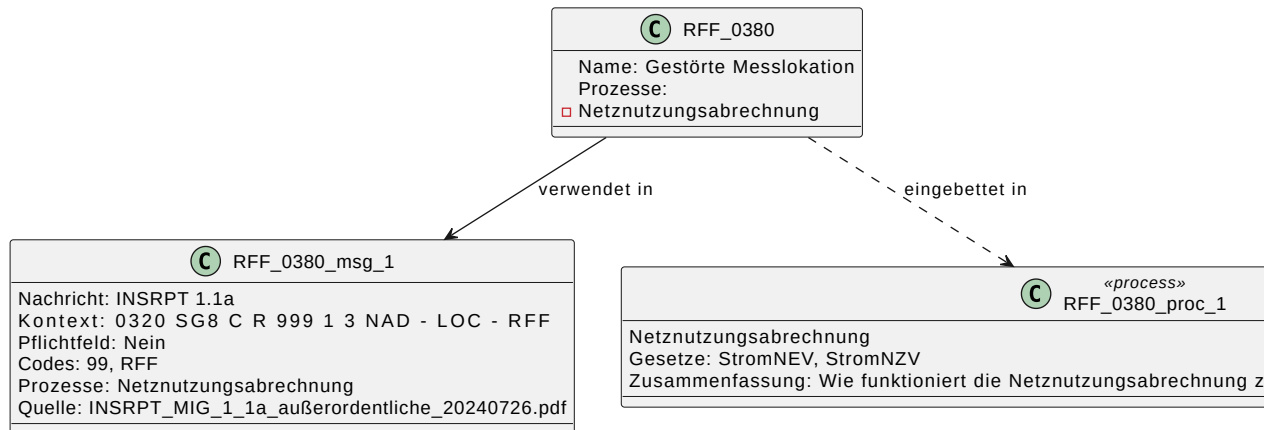 C RFF_0380
Name: Gestörte Messlokation
Prozesse:
Netznutzungsabrechnung
verwendet in
eingebettet in
C RFF_0380_msg_1
Nachricht: INSRPT 1.1a
Kontext: 0320 SG8 C R 999 1 3 NAD - LOC - RFF
Pflichtfeld: Nein
Codes: 99, RFF
Prozesse: Netznutzungsabrechnung
Quelle: INSRPT_MIG_1_1a_außerordentliche_20240726.pdf
«process»
C RFF_0380_proc_1
Netznutzungsabrechnung
Gesetze: StromNEV, StromNZV
Zusammenfassung: Wie funktioniert die Netznutzungsabrechnung z